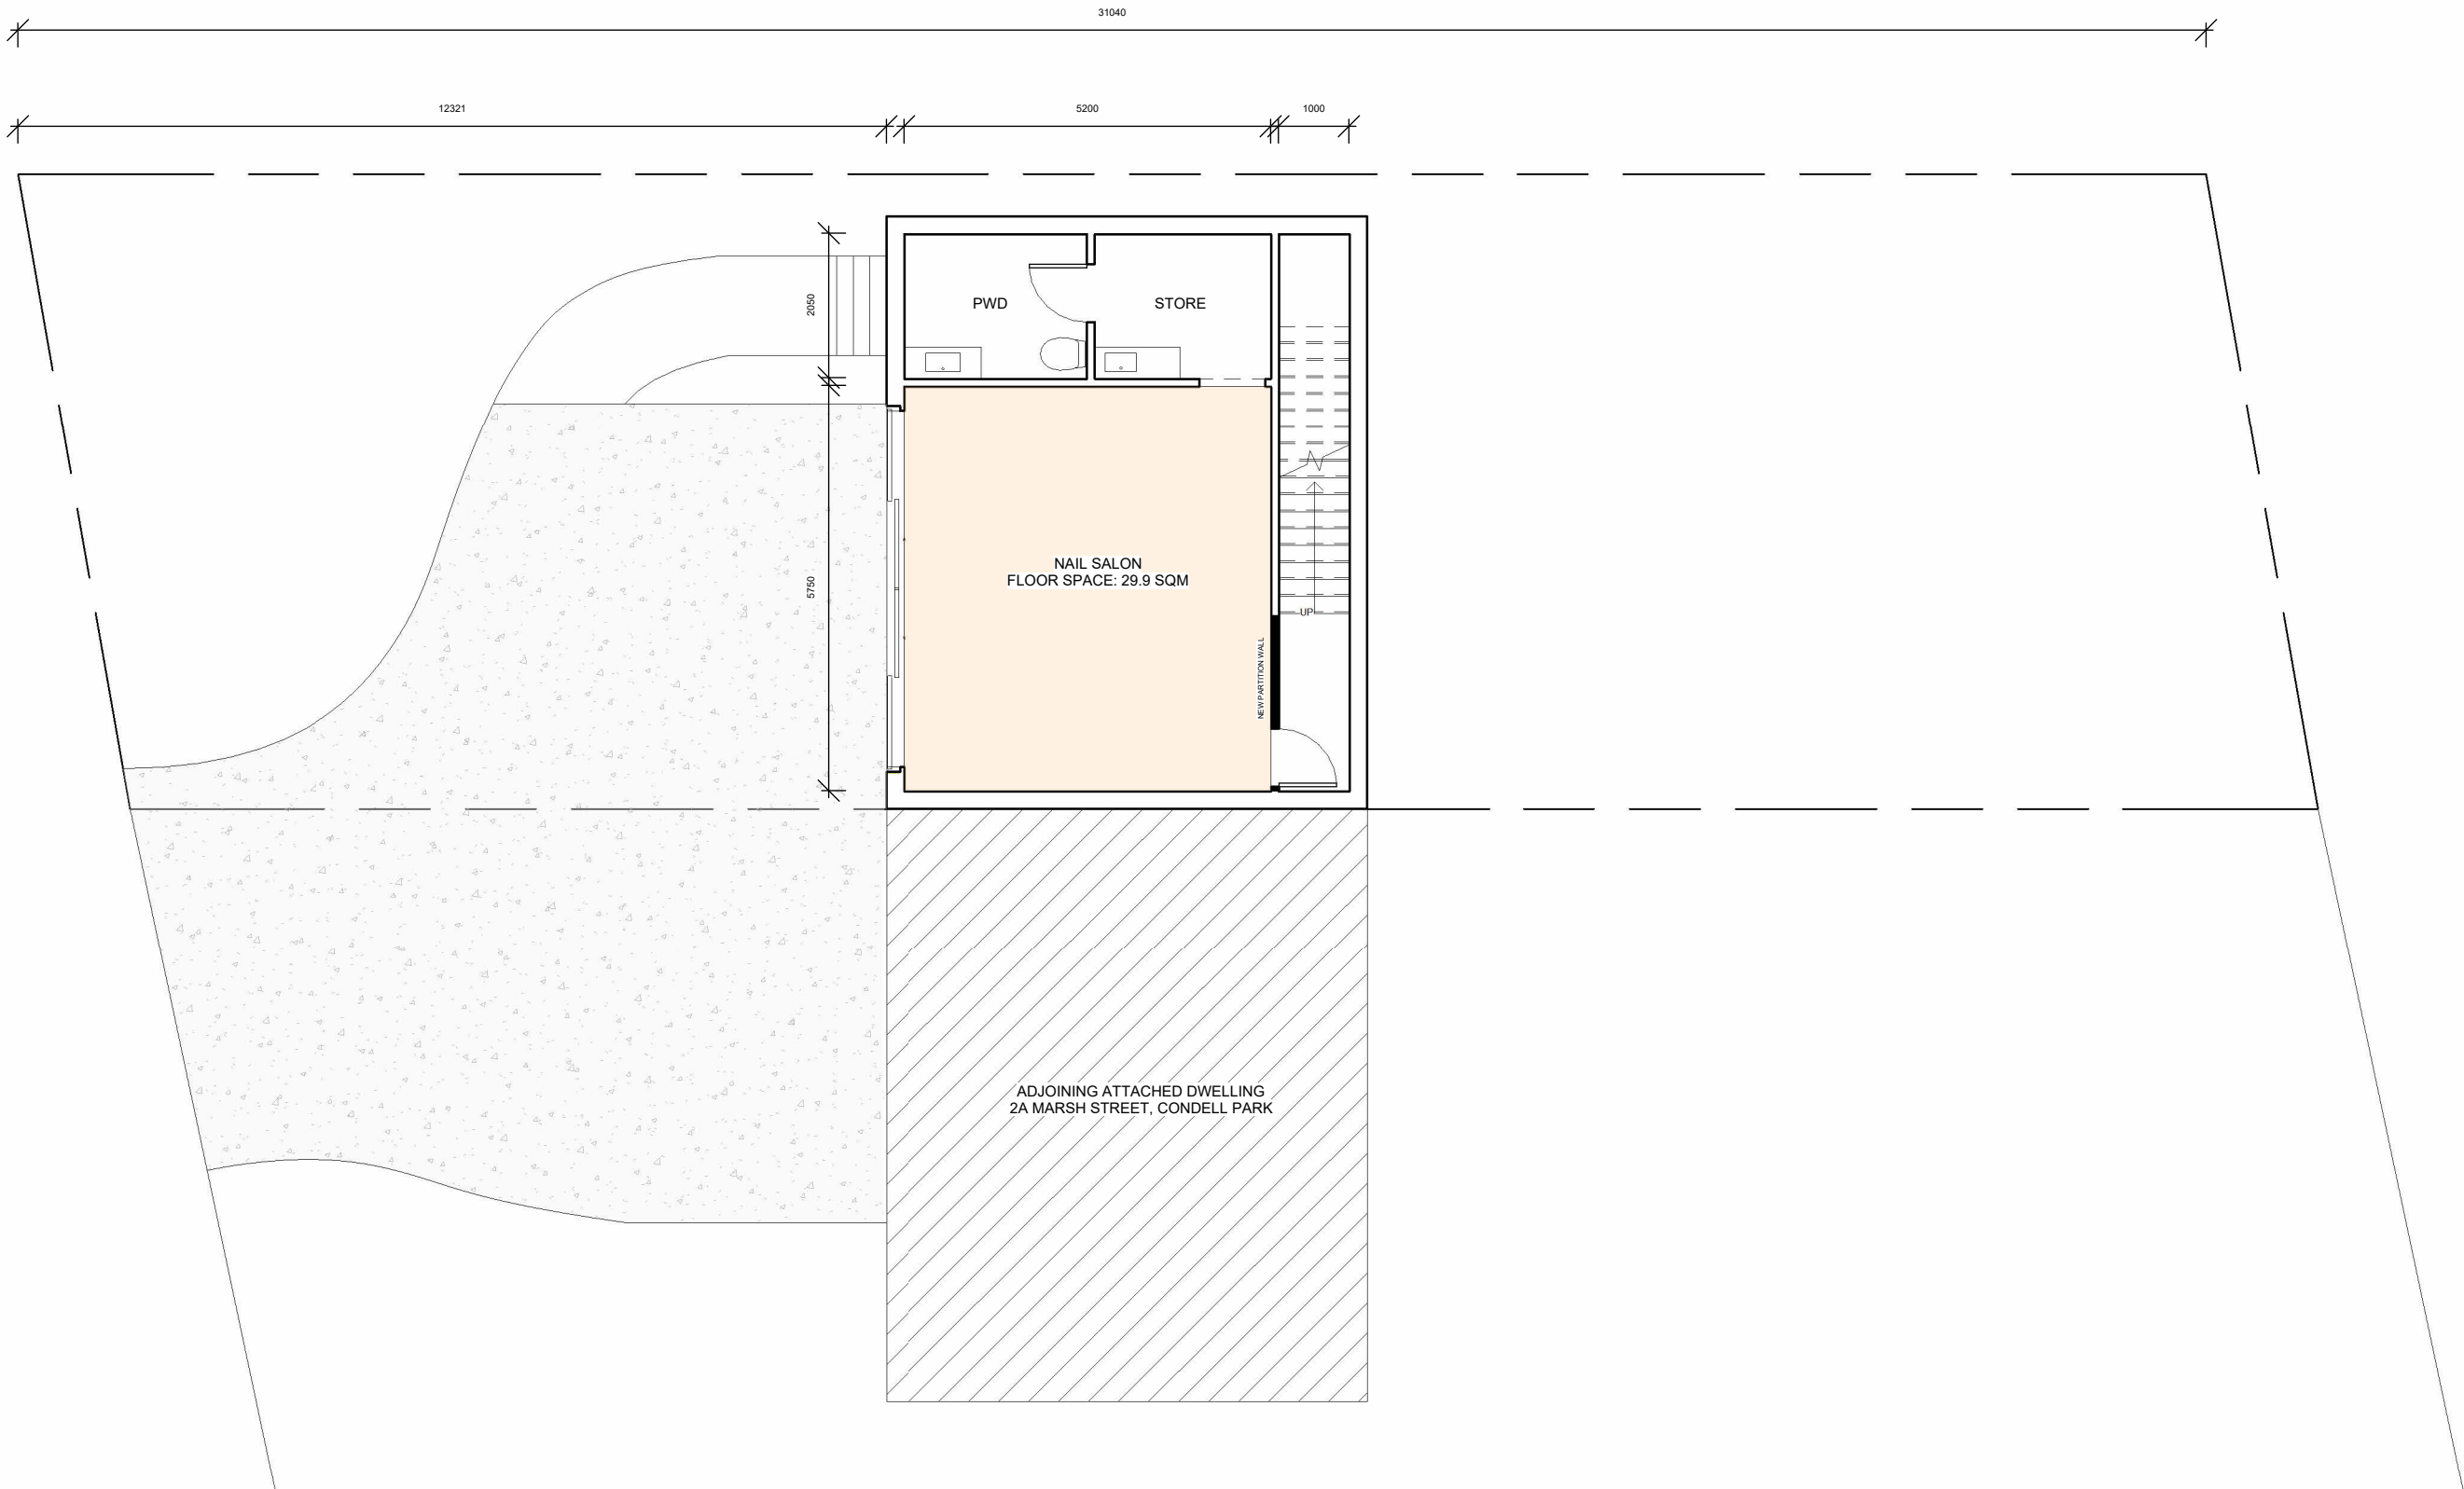 31040
12321
5200
1000
2050
PWD
STORE
5750
NAIL SALON
FLOOR SPACE: 29.9 SQM
UP
NEW PARTITION WALL
ADJOINING ATTACHED DWELLING
2A MARSH STREET, CONDELL PARK